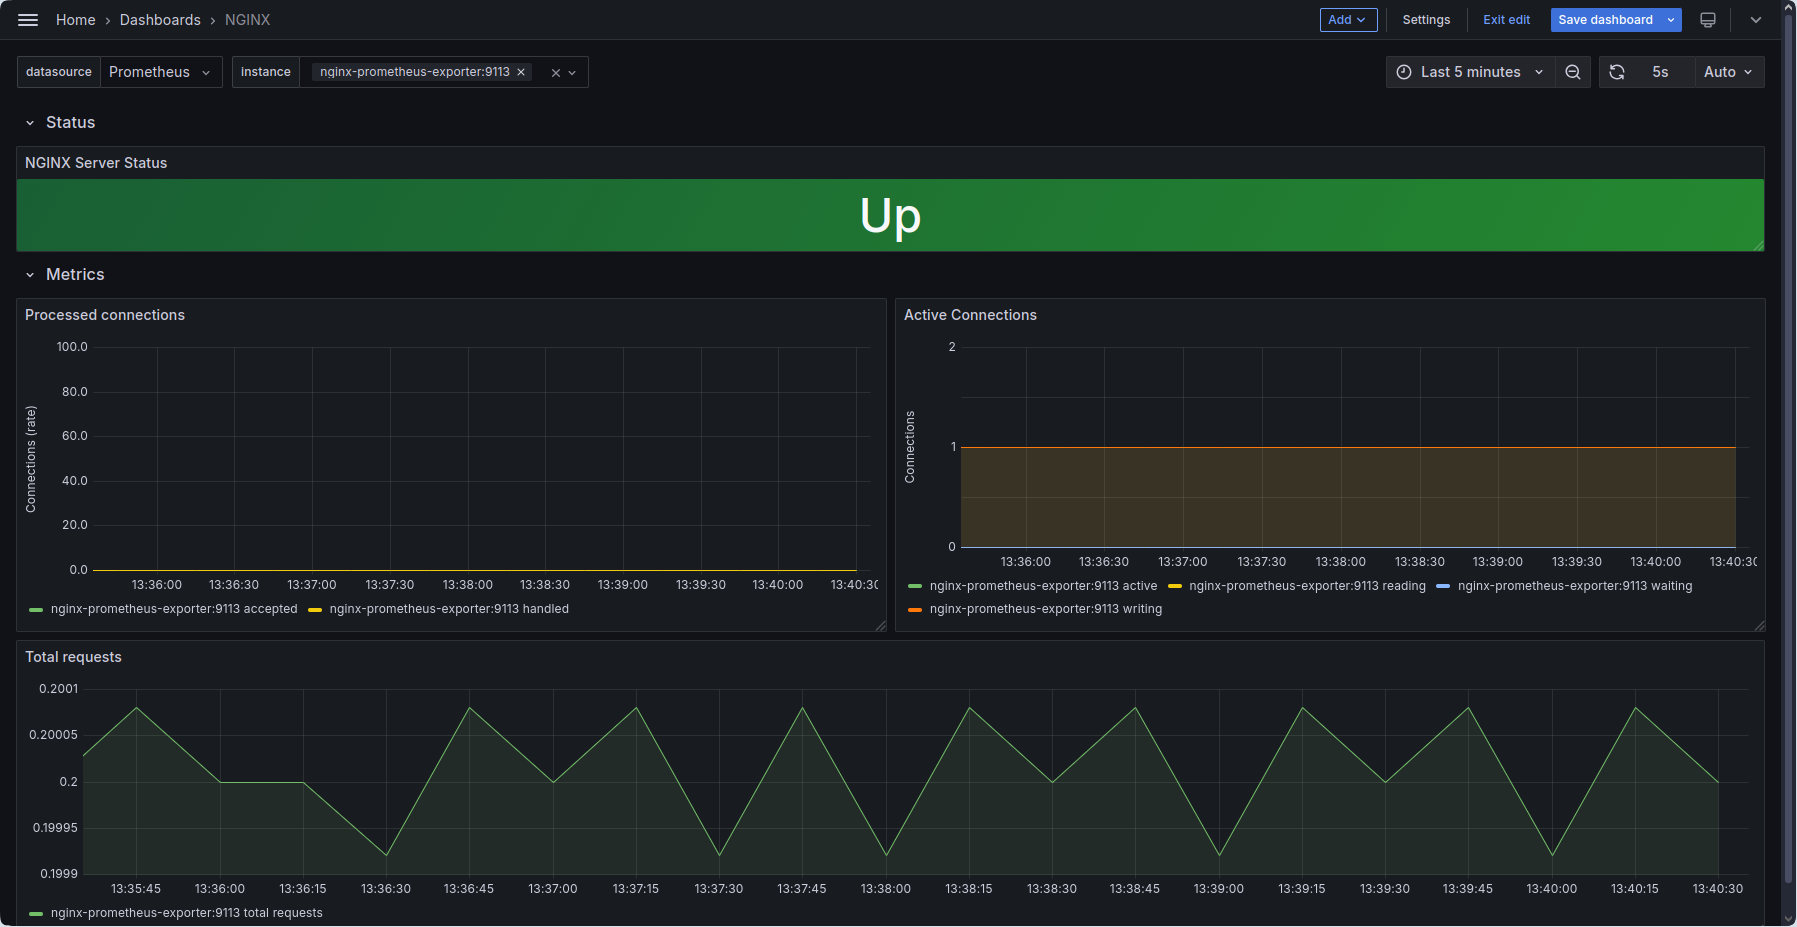 Home › Dashboards › NGINX Add Settings Exit edit Save dashboard
datasource Prometheus instance nginx-prometheus-exporter:9113 Last 5 minutes 5s Auto
Status
NGINX Server Status
Up
Metrics
Processed connections
Connections (rate)
100.0
80.0
60.0
40.0
20.0
0.0
13:36:00 13:36:30 13:37:00 13:37:30 13:38:00 13:38:30 13:39:00 13:39:30 13:40:00 13:40:30
nginx-prometheus-exporter:9113 accepted nginx-prometheus-exporter:9113 handled
Active Connections
Connections
2
1
0
13:36:00 13:36:30 13:37:00 13:37:30 13:38:00 13:38:30 13:39:00 13:39:30 13:40:00 13:40:30
nginx-prometheus-exporter:9113 active nginx-prometheus-exporter:9113 reading nginx-prometheus-exporter:9113 waiting
nginx-prometheus-exporter:9113 writing
Total requests
0.2001
0.20005
0.2
0.19995
0.1999
13:35:45 13:36:00 13:36:15 13:36:30 13:36:45 13:37:00 13:37:15 13:37:30 13:37:45 13:38:00 13:38:15 13:38:30 13:38:45 13:39:00 13:39:15 13:39:30 13:39:45 13:40:00 13:40:15 13:40:30
nginx-prometheus-exporter:9113 total requests